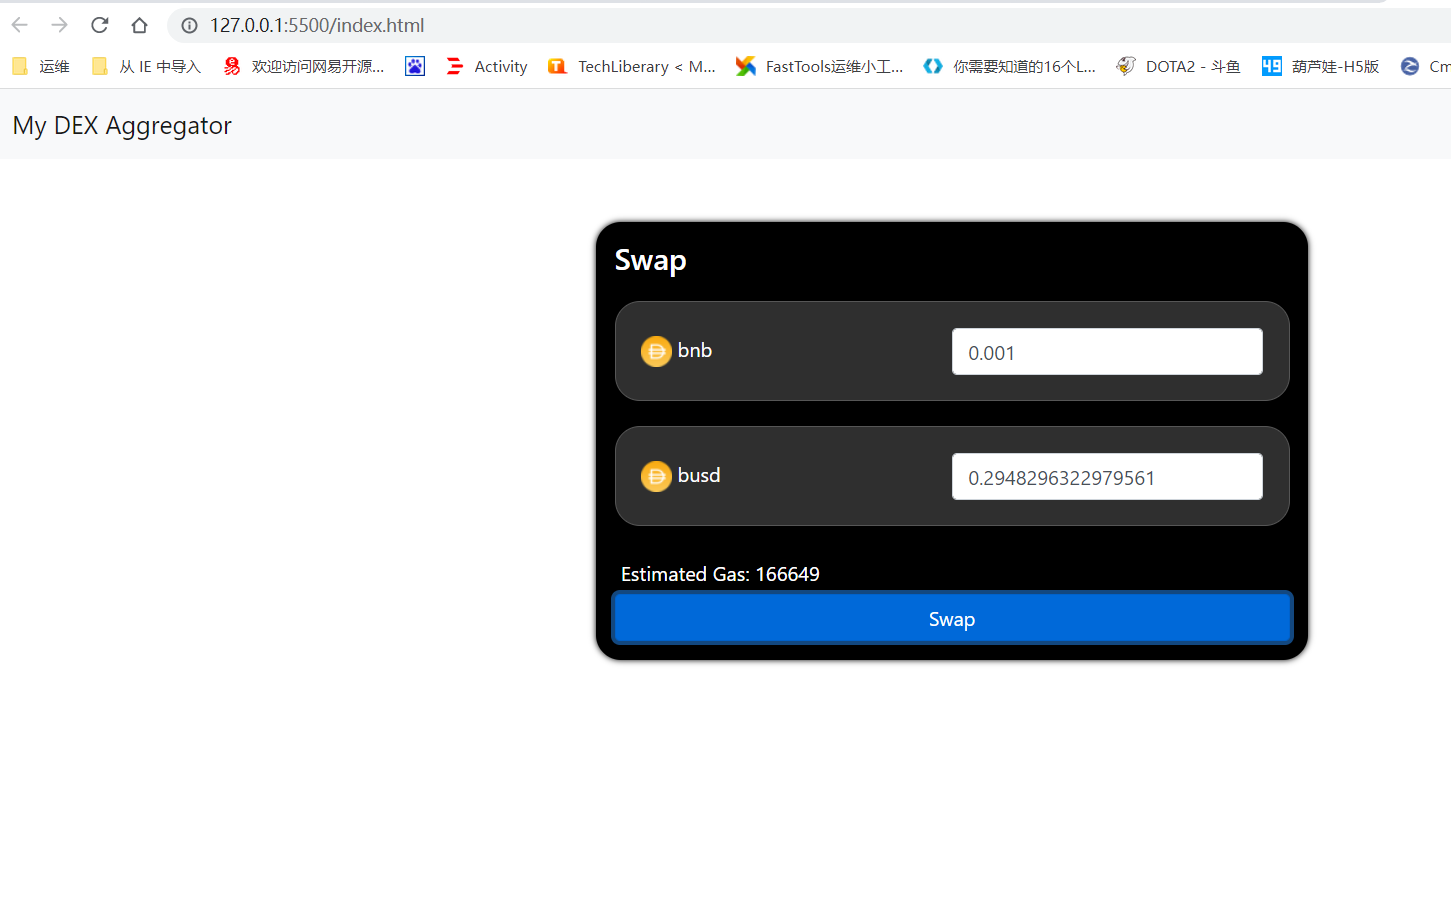 127.0.0.1:5500/index.html
运维 从 IE 中导入 欢迎访问网易开源... Activity TechLiberary < M... FastTools运维小工... 你需要知道的16个L... DOTA2 - 斗鱼 49 葫芦娃-H5版 Cm
My DEX Aggregator
Swap
bnb 0.001
busd 0.2948296322979561
Estimated Gas: 166649
Swap